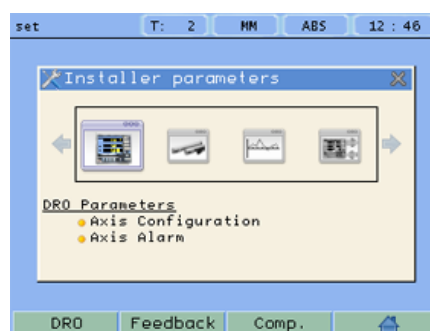 set T: 2 MM ABS 12 : 46
Installer parameters
DRO Parameters
Axis Configuration
Axis Alarm
DRO Feedback Comp.